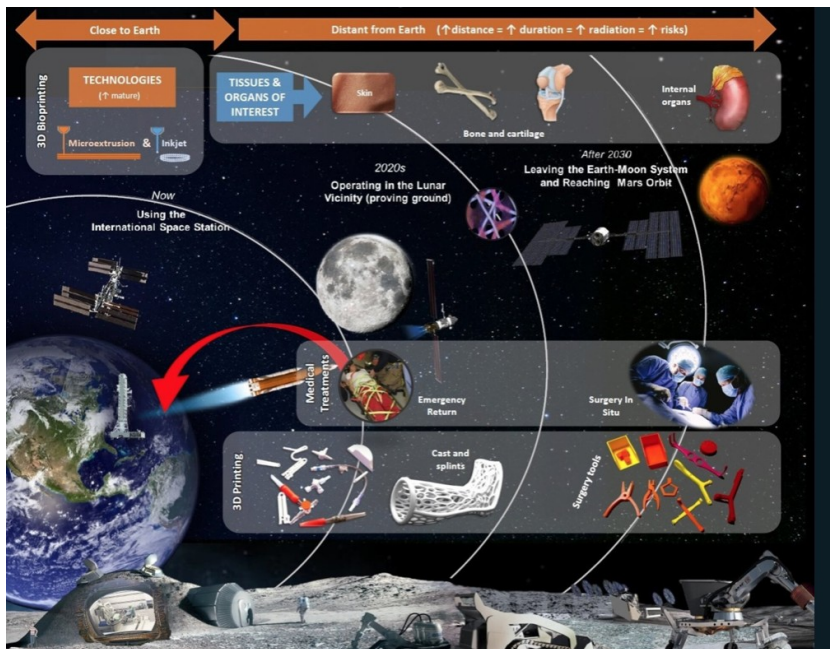 Close to Earth
Distant from Earth (↑distance = ↑ duration = ↑ radiation = ↑ risks)
3D Bioprinting
TECHNOLOGIES
(↑ mature)
Microextrusion & Inkjet
TISSUES &
ORGANS OF
INTEREST
Skin
Bone and cartilage
Internal
organs
Now
Using the
International Space Station
2020s
Operating in the Lunar
Vicinity (proving ground)
After 2030
Leaving the Earth-Moon System
and Reaching Mars Orbit
Medical
Treatments
Emergency
Return
Surgery In
Situ
3D Printing
Cast and
splints
Surgery tools